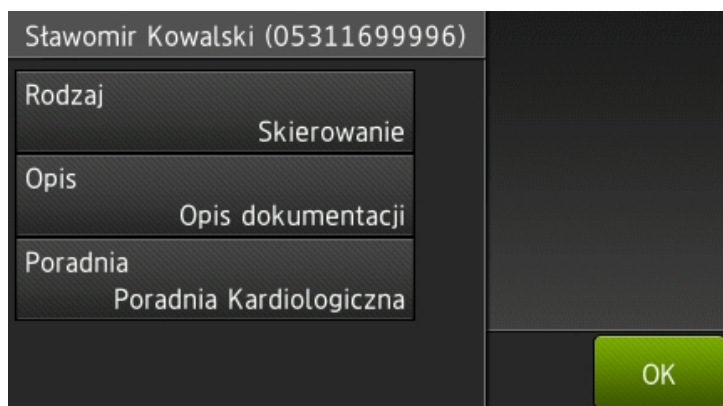 Sławomir Kowalski (05311699996)
Rodzaj
Skierowanie
Opis
Opis dokumentacji
Poradnia
Poradnia Kardiologiczna
OK